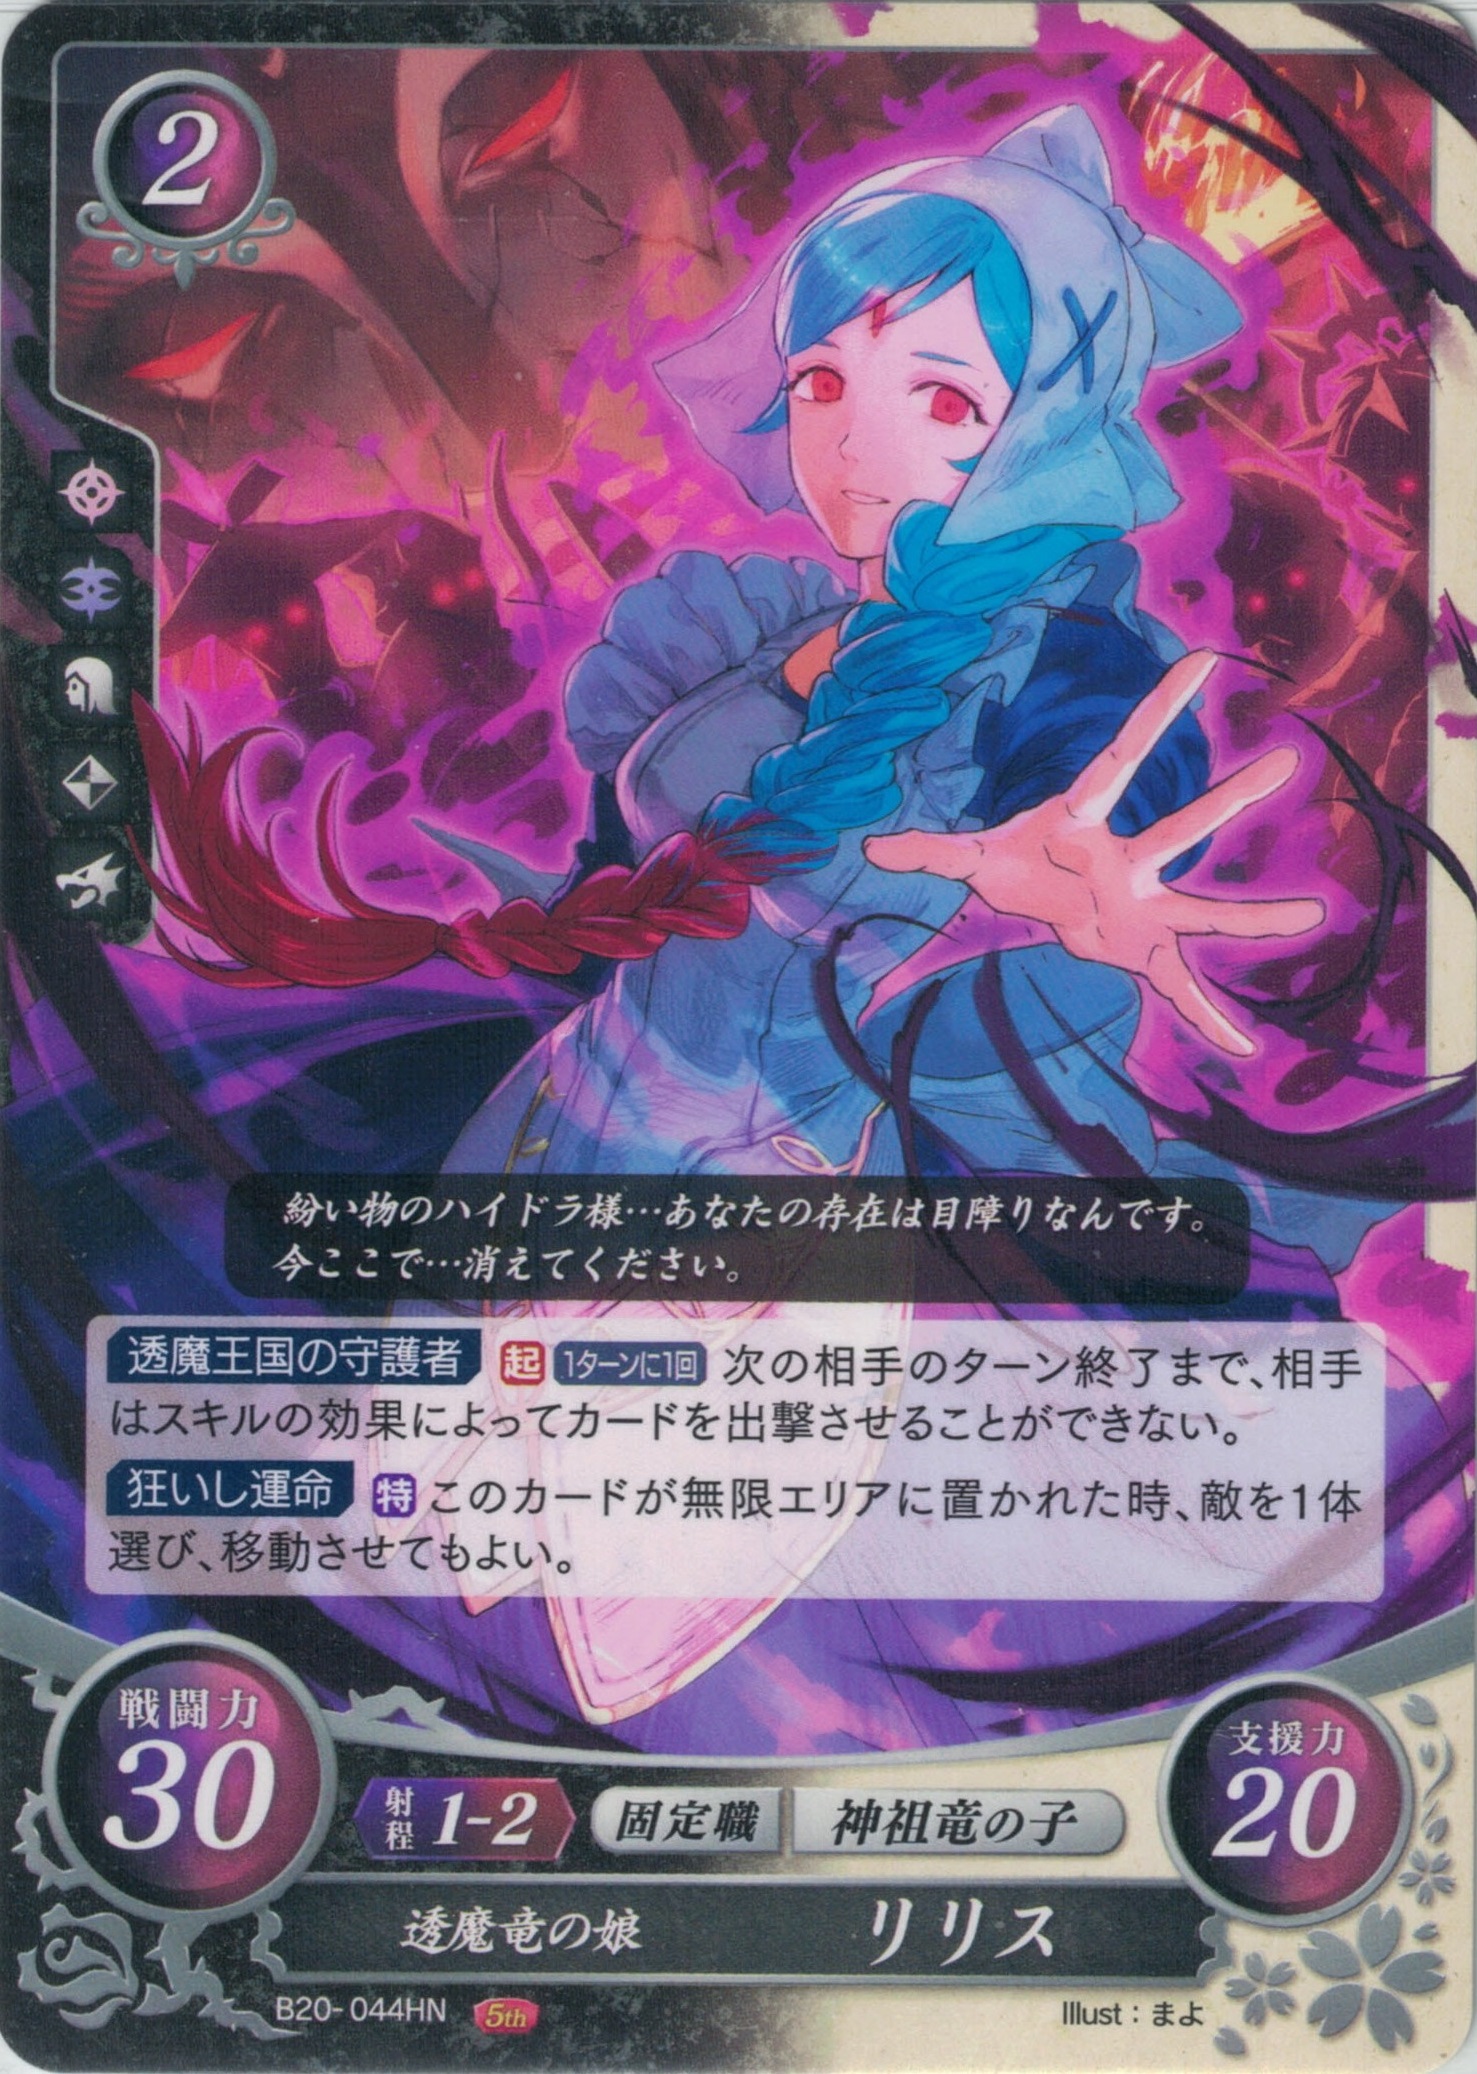 2
紛い物のハイドラ様…あなたの存在は目障りなんです。
今ここで…消えてください。
透魔王国の守護者 起 1ターンに1回 次の相手のターン終了まで、相手
はスキルの効果によってカードを出撃させることができない。
狂いし運命 特 このカードが無限エリアに置かれた時、敵を1体
選び、移動させてもよい。
戦闘力
30
射程 1-2
固定職 神祖竜の子
支援力
20
透魔竜の娘 リリス
B20-044HN 5th Illust：まよ